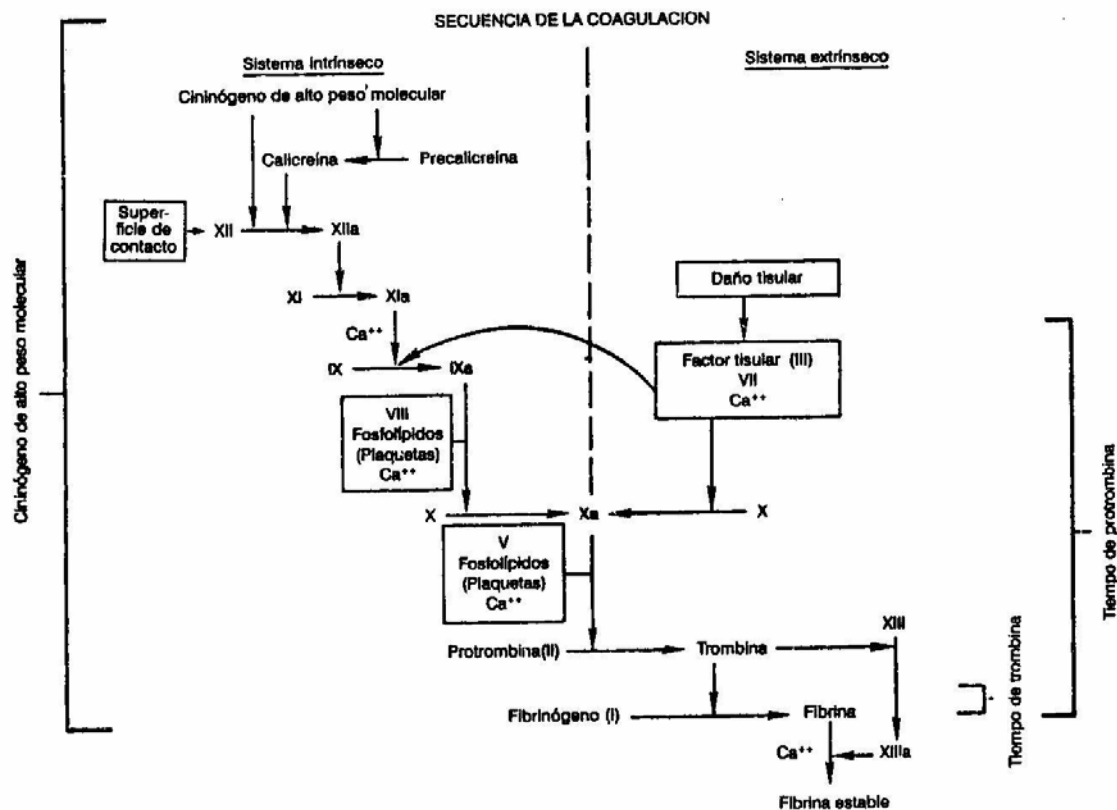 SECUENCIA DE LA COAGULACION
Sistema intrínseco
Sistema extrínseco
Cininógeno de alto peso molecular
Calicreína
Precalicreína
Super-
ficie de
contacto
XII
XIIa
XI
XIa
Ca++
IX
IXa
Daño tisular
Factor tisular (III)
VII
Ca++
VIII
Fosfolípidos
(Plaquetas)
Ca++
X
Xa
X
V
Fosfolípidos
(Plaquetas)
Ca++
Protrombina(II)
Trombina
XIII
Fibrinógeno (I)
Fibrina
Ca++
XIIIa
Fibrina estable
Cininógeno de alto peso molecular
Tiempo de trombina
Tiempo de protrombina